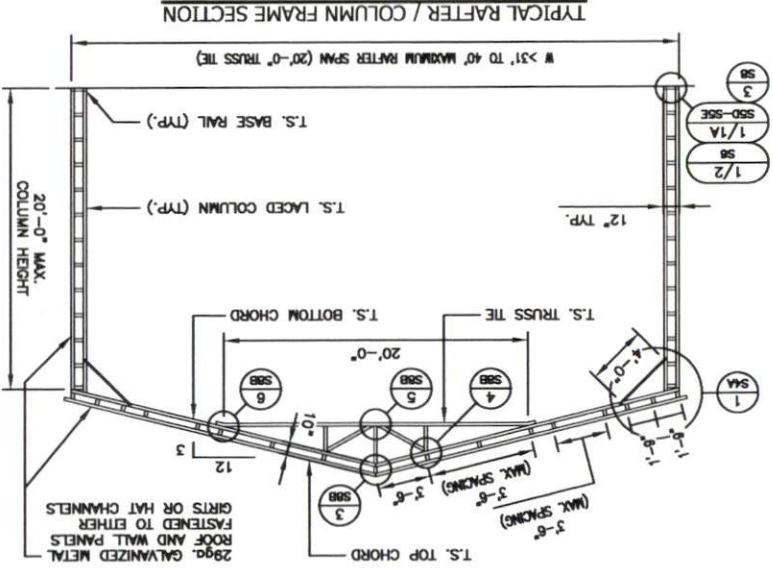 T.S. TOP CHORD
29ga. GALVANIZED METAL
ROOF AND WALL PANELS
FASTENED TO EITHER
GIRTS OR HAT CHANNELS
3
S8B
3'-6"
(MAX. SPACING)
3'-6"
(MAX. SPACING)
3'-6"
12
3
10"
1'-9"
1'-9"
1
S4A
4'-0"
4
S8B
5
S8B
6
S8B
20'-0"
T.S. TRUSS TIE
T.S. BOTTOM CHORD
12" TYP.
T.S. LACED COLUMN (TYP.)
20'-0" MAX.
COLUMN HEIGHT
1/2
S8
1/1A
S5D-S5E
3
S8
T.S. BASE RAIL (TYP.)
W >31' TO 40' MAXIMUM RAFTER SPAN (20'-0" TRUSS TIE)
TYPICAL RAFTER / COLUMN FRAME SECTION